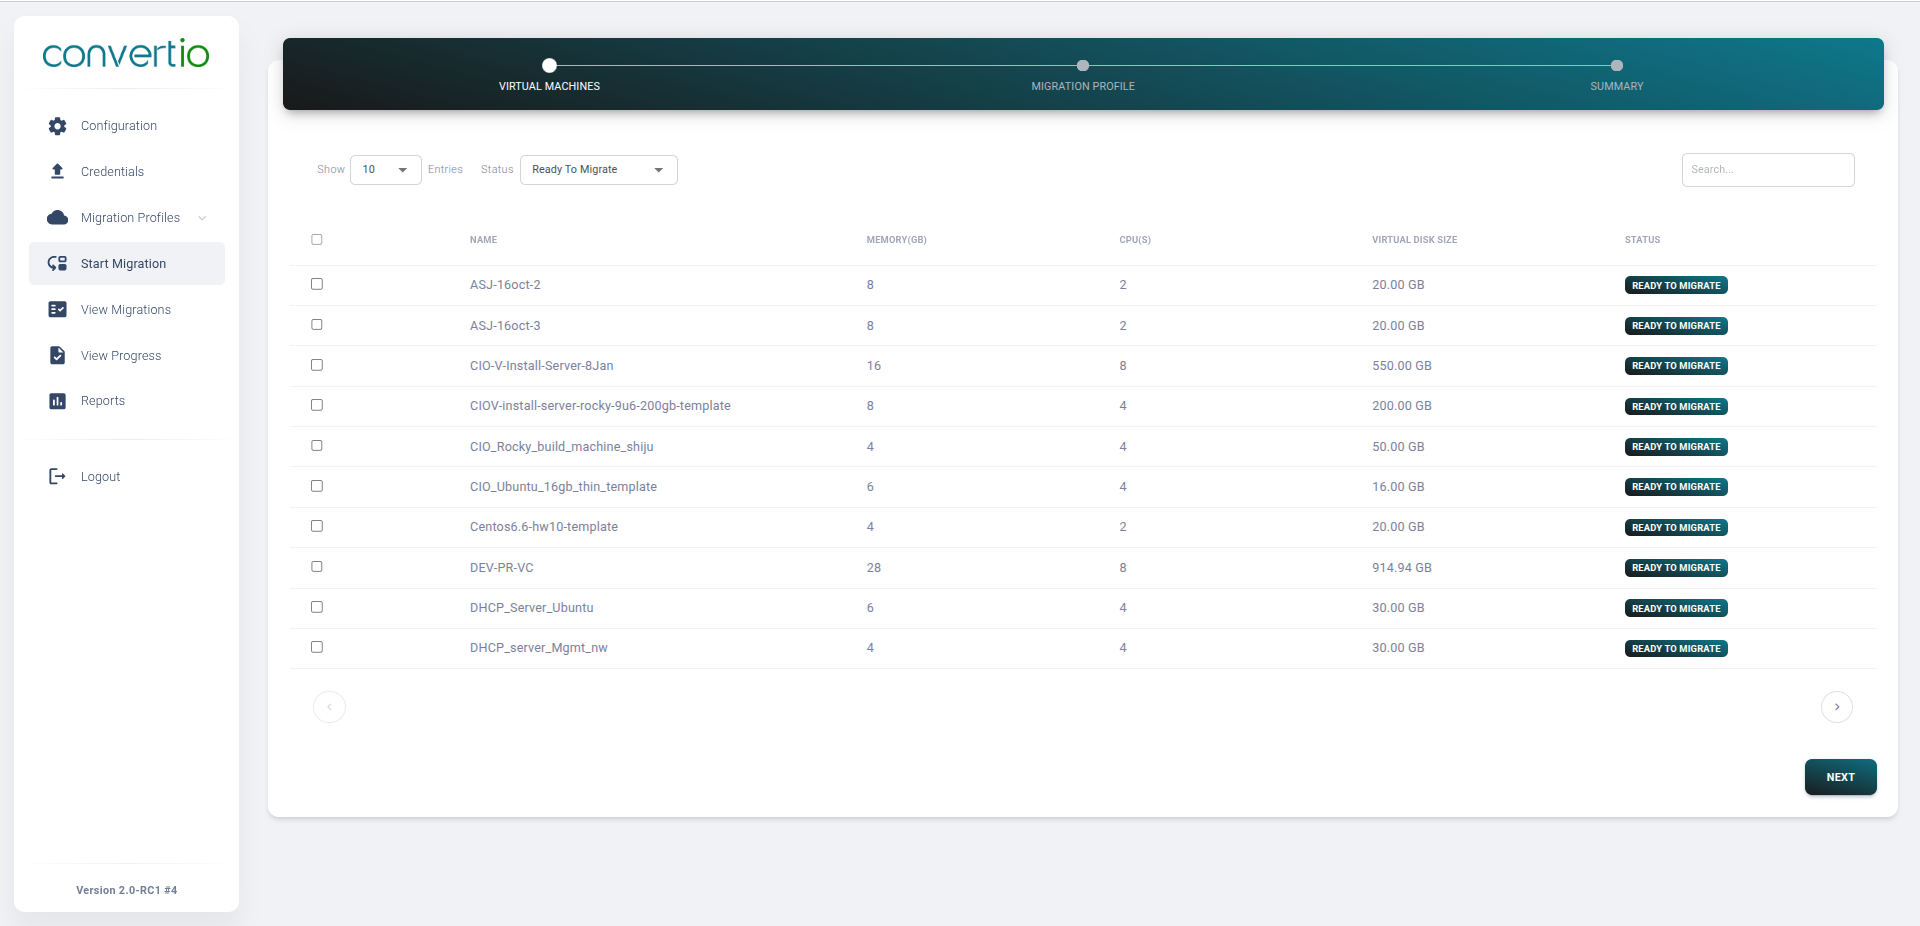 convertio
Configuration
Credentials
Migration Profiles
Start Migration
View Migrations
View Progress
Reports
Logout
Version 2.0-RC1 #4
VIRTUAL MACHINES MIGRATION PROFILE SUMMARY
Show 10 Entries Status Ready To Migrate Search...
NAME MEMORY(GB) CPU(S) VIRTUAL DISK SIZE STATUS
ASJ-16oct-2 8 2 20.00 GB READY TO MIGRATE
ASJ-16oct-3 8 2 20.00 GB READY TO MIGRATE
CIO-V-Install-Server-8Jan 16 8 550.00 GB READY TO MIGRATE
CIOV-install-server-rocky-9u6-200gb-template 8 4 200.00 GB READY TO MIGRATE
CIO_Rocky_build_machine_shiju 4 4 50.00 GB READY TO MIGRATE
CIO_Ubuntu_16gb_thin_template 6 4 16.00 GB READY TO MIGRATE
Centos6.6-hw10-template 4 2 20.00 GB READY TO MIGRATE
DEV-PR-VC 28 8 914.94 GB READY TO MIGRATE
DHCP_Server_Ubuntu 6 4 30.00 GB READY TO MIGRATE
DHCP_server_Mgmt_nw 4 4 30.00 GB READY TO MIGRATE
NEXT